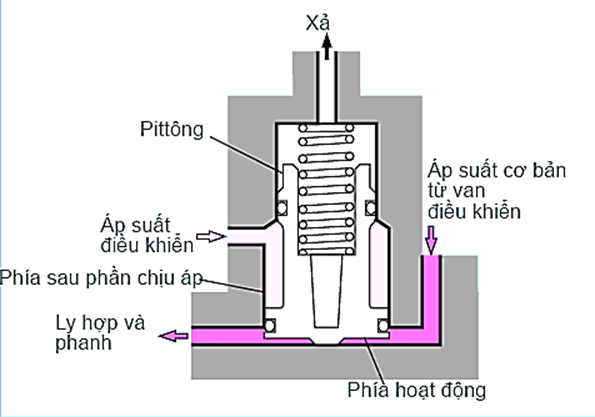 Xả
Pittông
Áp suất cơ bản
từ van
điều khiển
Áp suất
điều khiển
Phía sau phần chịu áp
Ly hợp và
phanh
Phía hoạt động